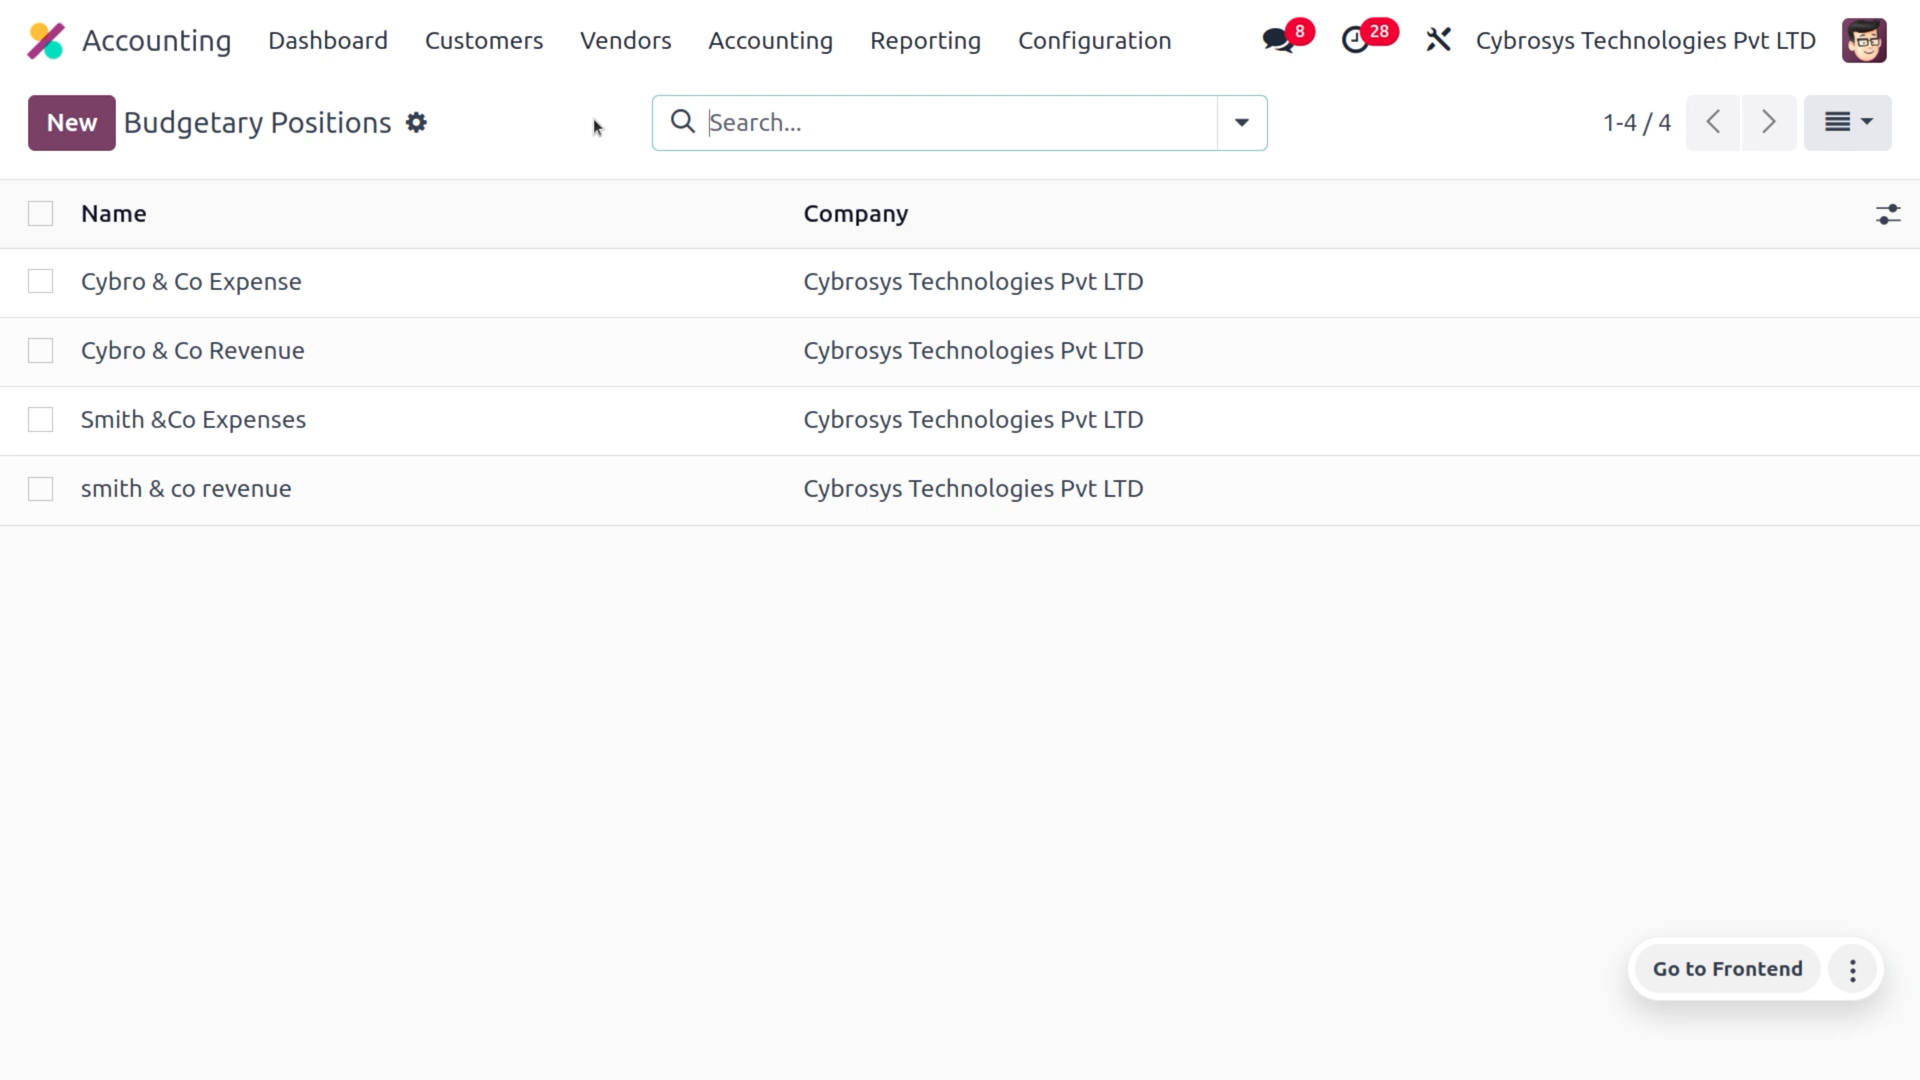 Accounting Dashboard Customers Vendors Accounting Reporting Configuration 8 28 Cybrosys Technologies Pvt LTD
New Budgetary Positions Search... 1-4 / 4
Name Company
Cybro & Co Expense Cybrosys Technologies Pvt LTD
Cybro & Co Revenue Cybrosys Technologies Pvt LTD
Smith &Co Expenses Cybrosys Technologies Pvt LTD
smith & co revenue Cybrosys Technologies Pvt LTD
Go to Frontend